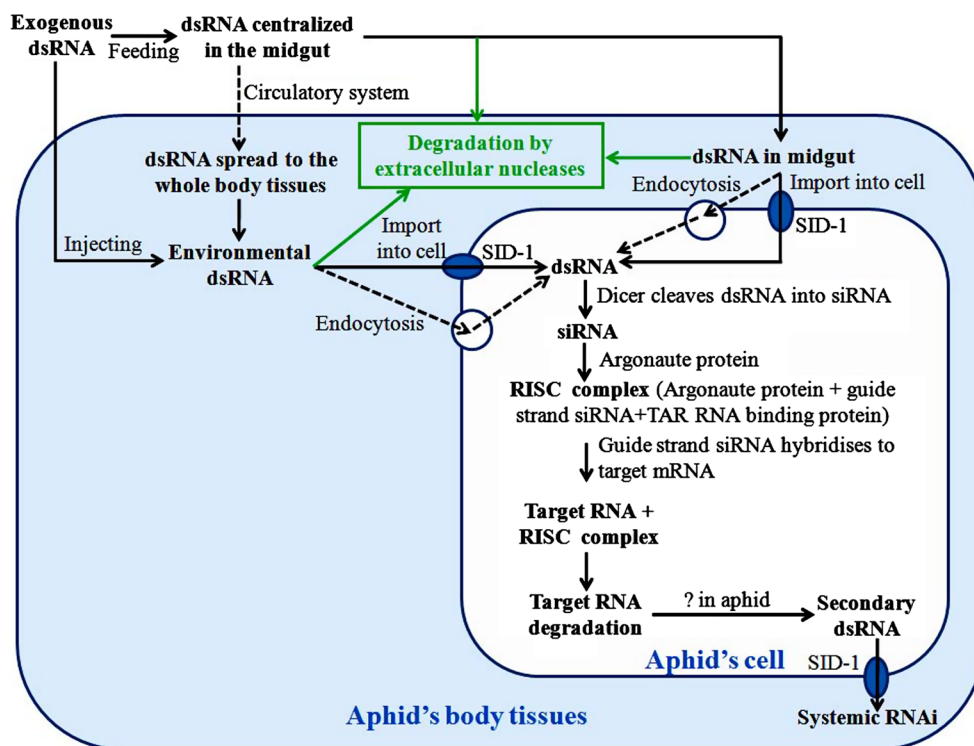 Exogenous
dsRNA
Feeding
dsRNA centralized
in the midgut
Circulatory system
dsRNA spread to the
whole body tissues
Degradation by
extracellular nucleases
dsRNA in midgut
Endocytosis
Import into cell
SID-1
Injecting
Environmental
dsRNA
Import
into cell
SID-1
dsRNA
Endocytosis
Dicer cleaves dsRNA into siRNA
siRNA
Argonaute protein
RISC complex (Argonaute protein + guide
strand siRNA+TAR RNA binding protein)
Guide strand siRNA hybridises to
target mRNA
Target RNA +
RISC complex
Target RNA
degradation
? in aphid
Secondary
dsRNA
Aphid's cell
SID-1
Aphid's body tissues
Systemic RNAi